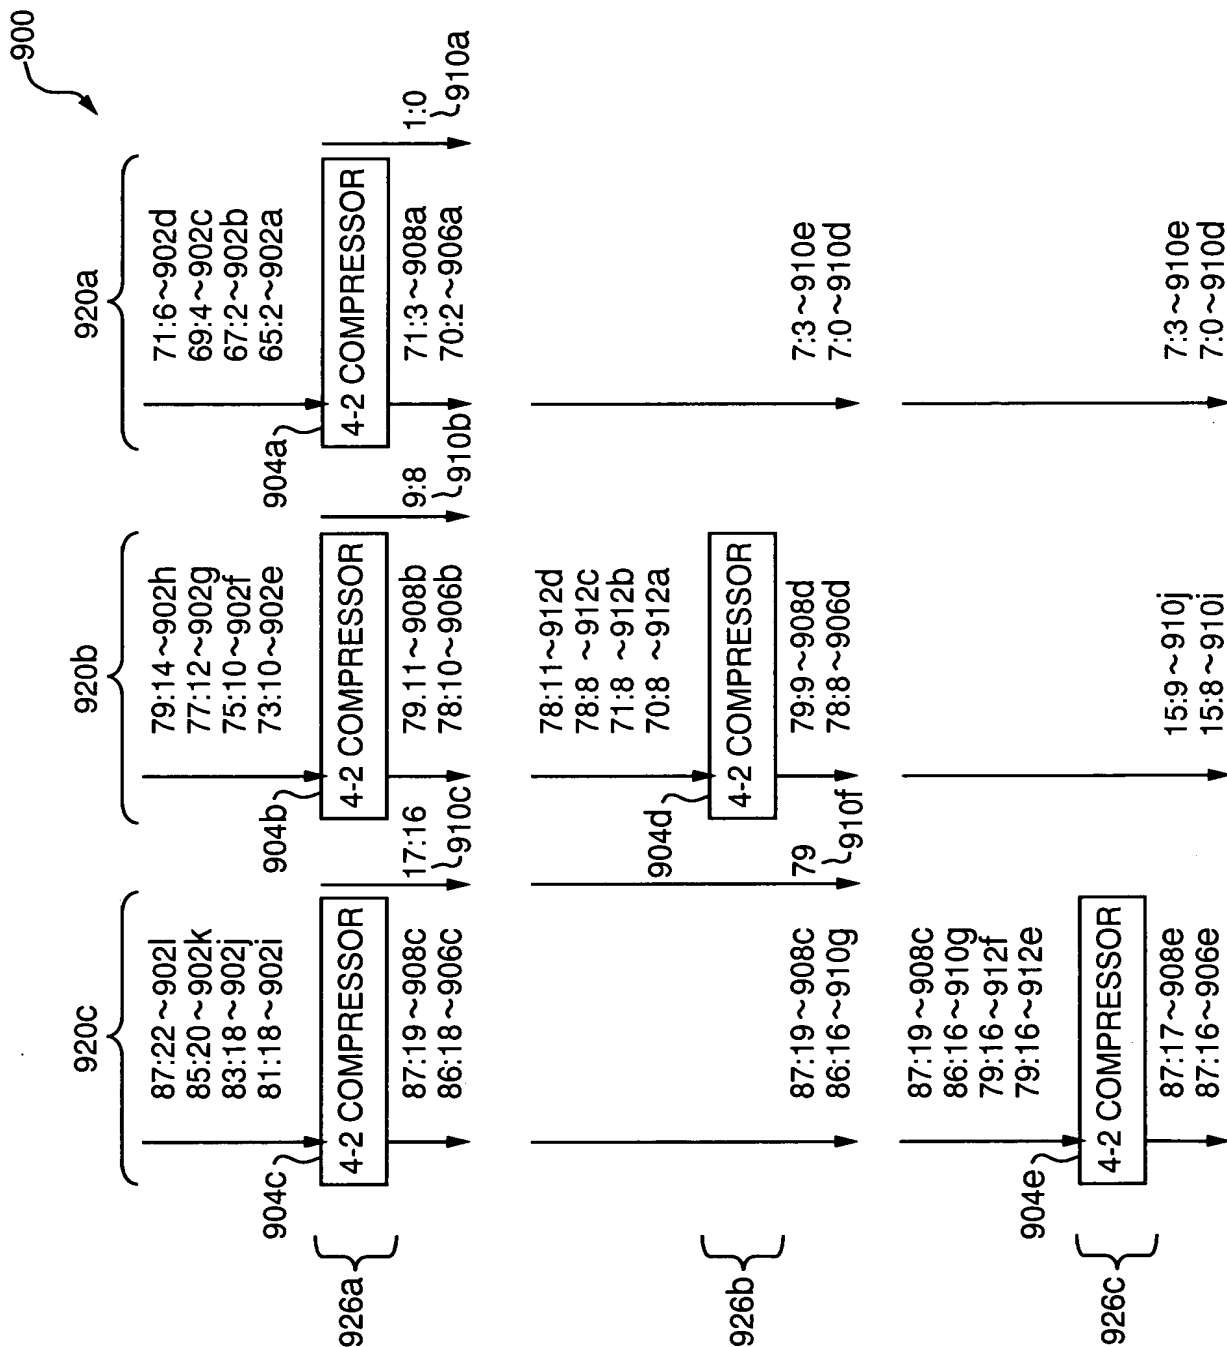 900
920c 920b 920a
87:22~902l 79:14~902h 71:6~902d
85:20~902k 77:12~902g 69:4~902c
83:18~902j 75:10~902f 67:2~902b
81:18~902i 73:10~902e 65:2~902a
904c 904b 904a
926a 4-2 COMPRESSOR 4-2 COMPRESSOR 4-2 COMPRESSOR
87:19~908c 17:16 79.11~908b 9:8 71:3~908a 1:0
86:18~906c 910c 78:10~906b 910b 70:2~906a 910a
78:11~912d
78:8~912c
71:8~912b
70:8~912a
904d
926b 4-2 COMPRESSOR
87:19~908c 79 79:9~908d 7:3~910e
86:16~910g 910f 78:8~906d 7:0~910d
87:19~908c
86:16~910g
79:16~912f
79:16~912e
904e
926c 4-2 COMPRESSOR
87:17~908e 15:9~910j 7:3~910e
87:16~906e 15:8~910i 7:0~910d